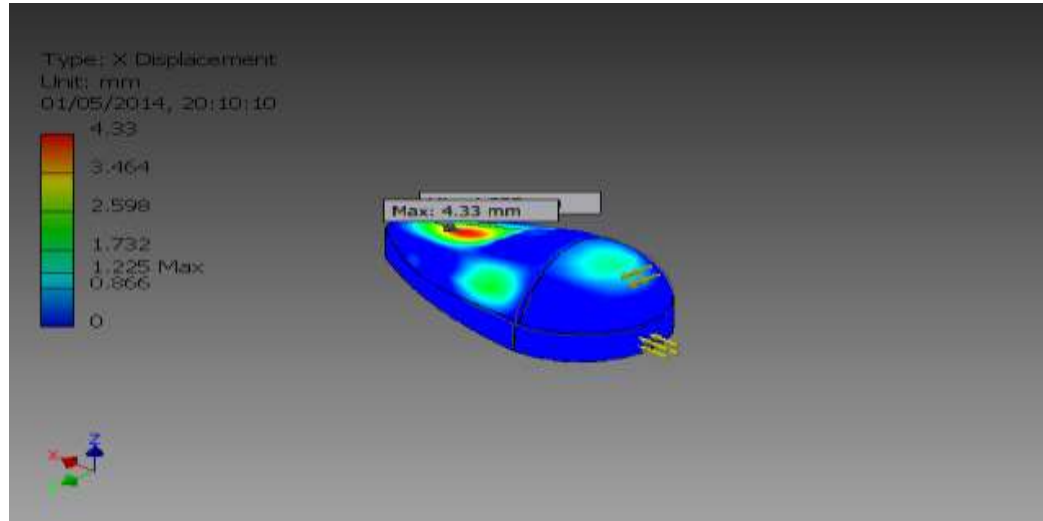 Type: X Displacement
Unit: mm
01/05/2014, 20:10:10
4.33
3.464
2.598
1.732
1.225 Max
0.866
0
Max: 4.33 mm
Z
X